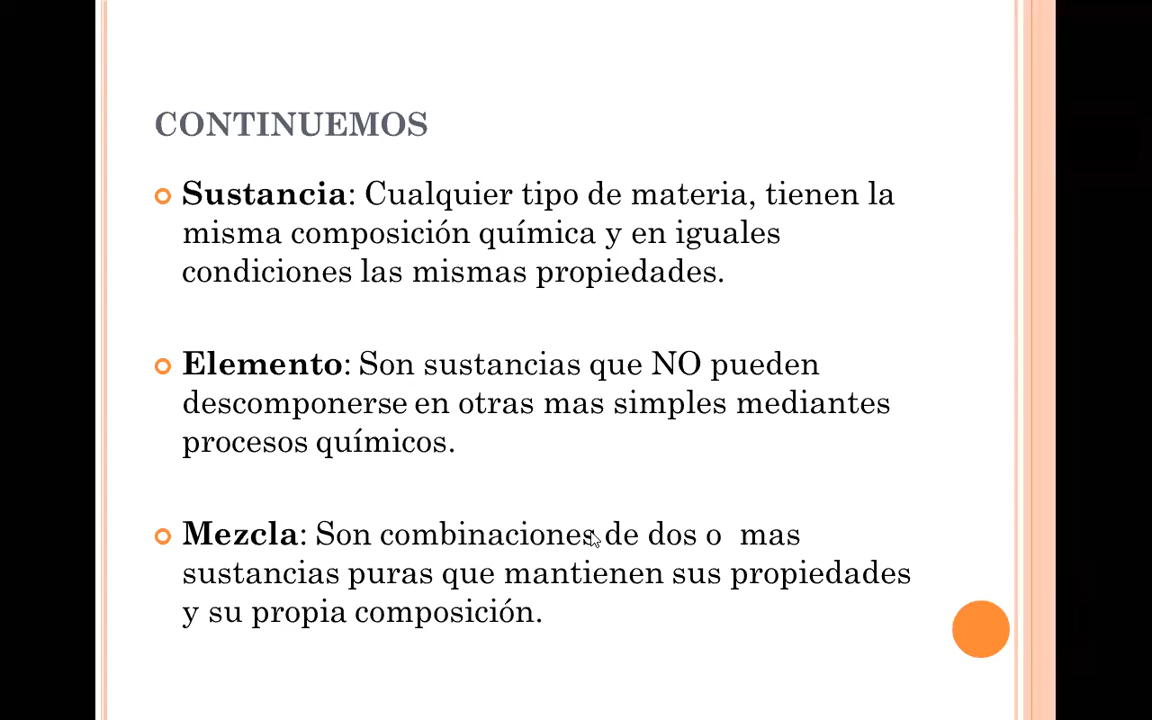 CONTINUEMOS
Sustancia: Cualquier tipo de materia, tienen la
misma composición química y en iguales
condiciones las mismas propiedades.
Elemento: Son sustancias que NO pueden
descomponerse en otras mas simples mediantes
procesos químicos.
Mezcla: Son combinaciones de dos o mas
sustancias puras que mantienen sus propiedades
y su propia composición.